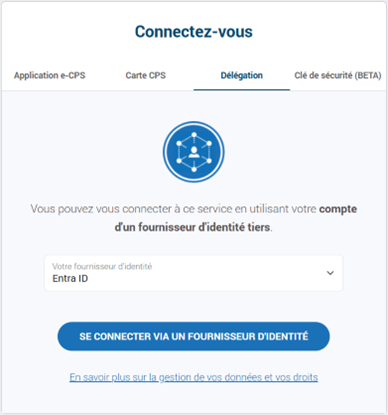 Connectez-vous
Application e-CPS
Carte CPS
Délégation
Clé de sécurité (BETA)
Vous pouvez vous connecter à ce service en utilisant votre compte
d'un fournisseur d'identité tiers.
Votre fournisseur d'identité
Entra ID
SE CONNECTER VIA UN FOURNISSEUR D'IDENTITÉ
En savoir plus sur la gestion de vos données et vos droits